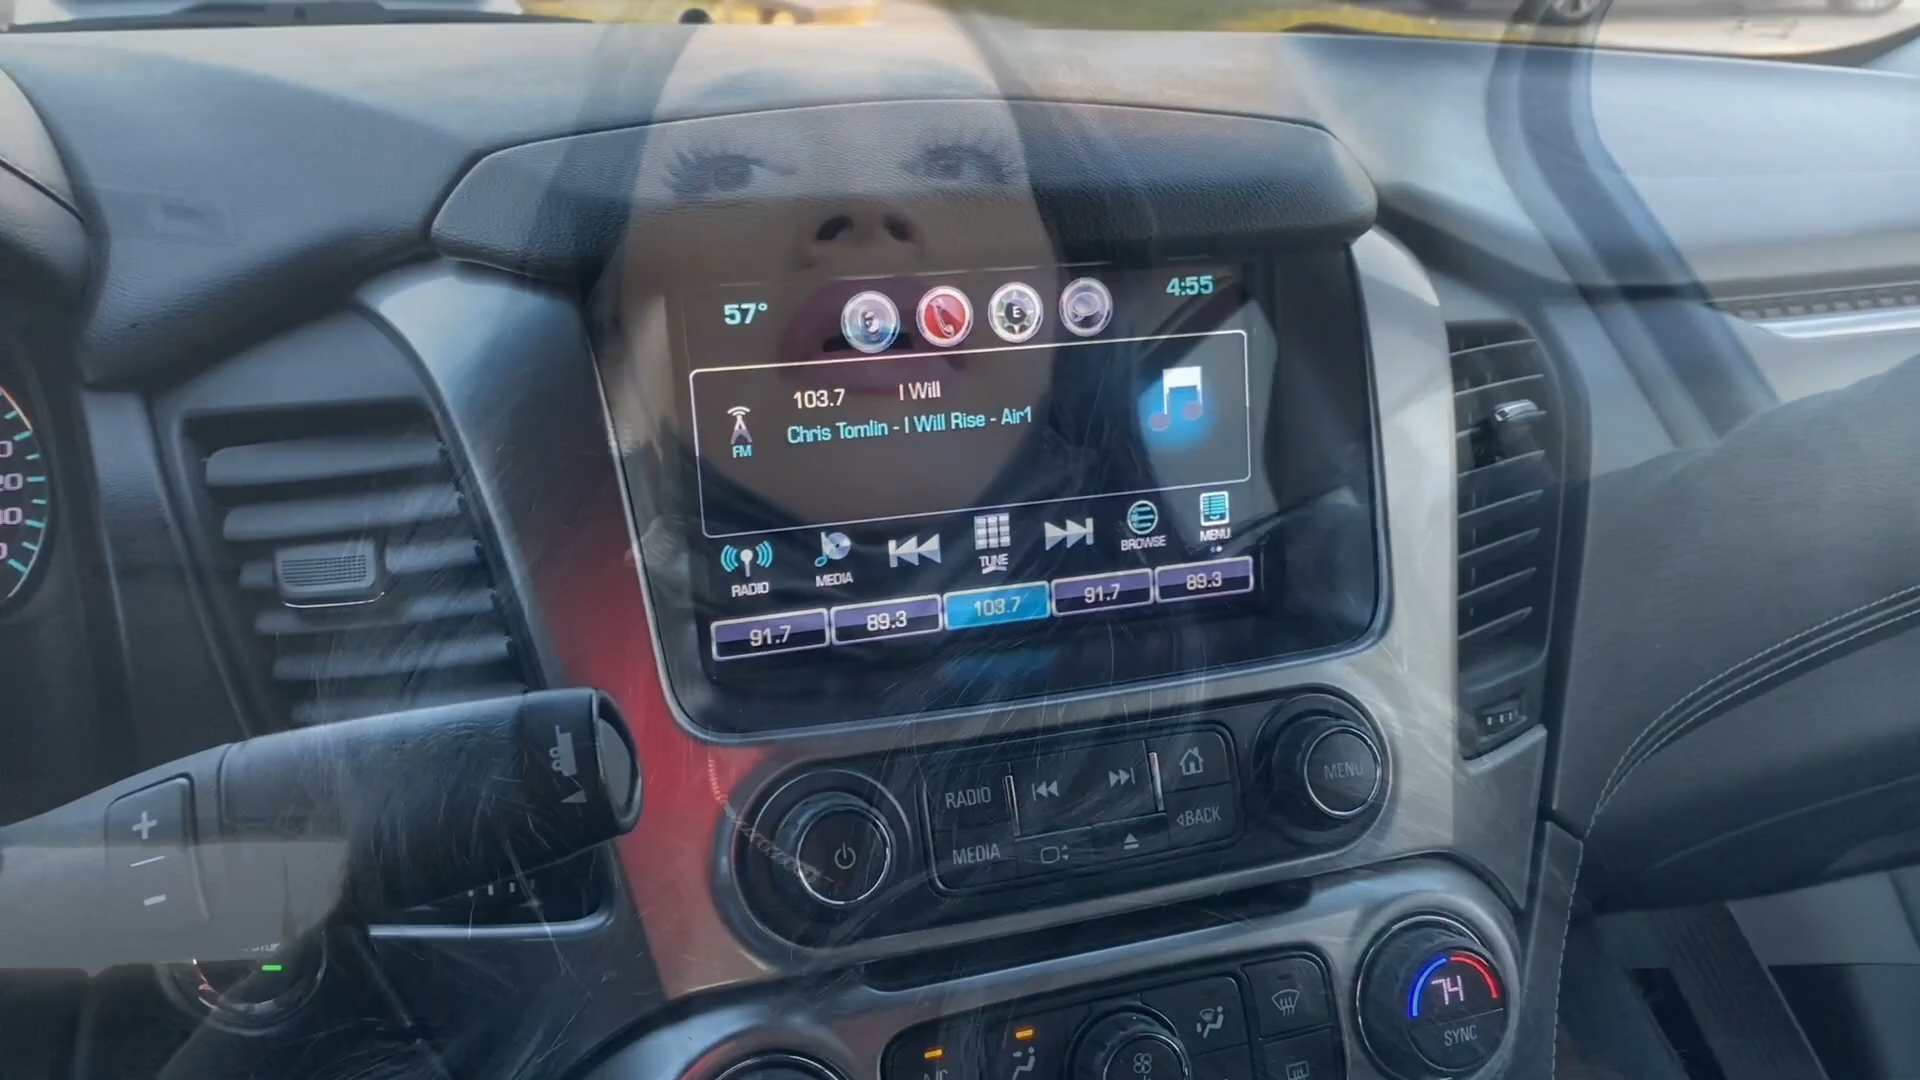 57°
4:55
E
103.7 I Will
Chris Tomlin - I Will Rise - Air1
FM
RADIO
MEDIA
TUNE
BROWSE
MENU
91.7
89.3
103.7
91.7
89.3
RADIO
MEDIA
BACK
MENU
+
-
74
SYNC
A/C